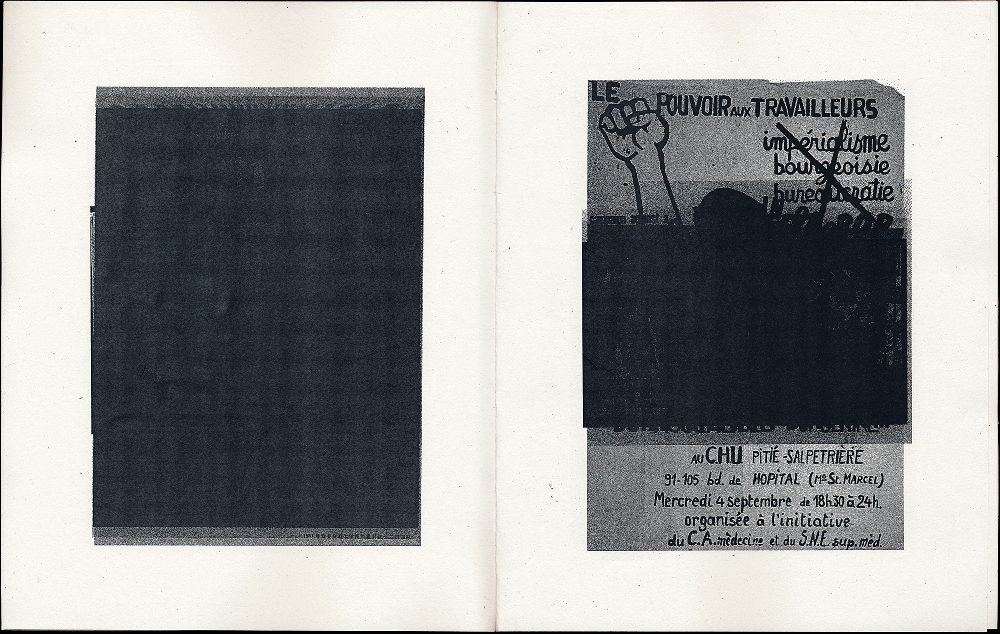 LE POUVOIR AUX TRAVAILLEURS
impérialisme
bourgeoisie
bureaucratie
AU CHU PITIÉ-SALPETRIÈRE
91-105 bd. de HOPITAL (Mº St. MARCEL)
Mercredi 4 septembre de 18h30 à 24h.
organisée à l'initiative
du C.A. médecine et du S.N.E. sup. méd.